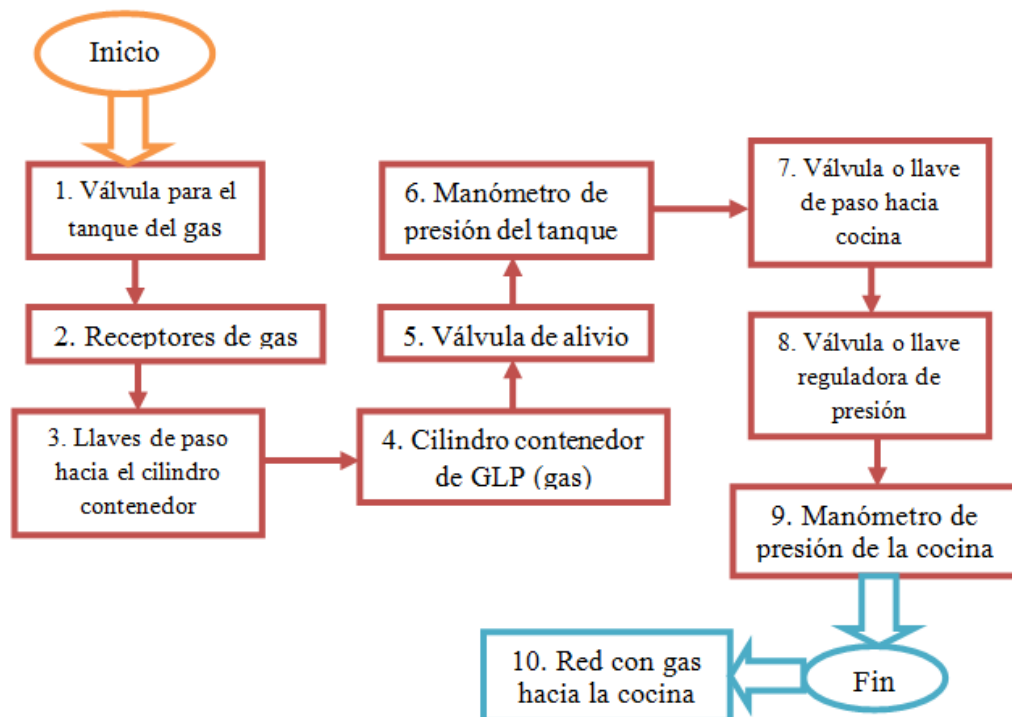 Inicio
1. Válvula para el
tanque del gas
2. Receptores de gas
3. Llaves de paso
hacia el cilindro
contenedor
4. Cilindro contenedor
de GLP (gas)
5. Válvula de alivio
6. Manómetro de
presión del tanque
7. Válvula o llave
de paso hacia
cocina
8. Válvula o llave
reguladora de
presión
9. Manómetro de
presión de la cocina
Fin
10. Red con gas
hacia la cocina